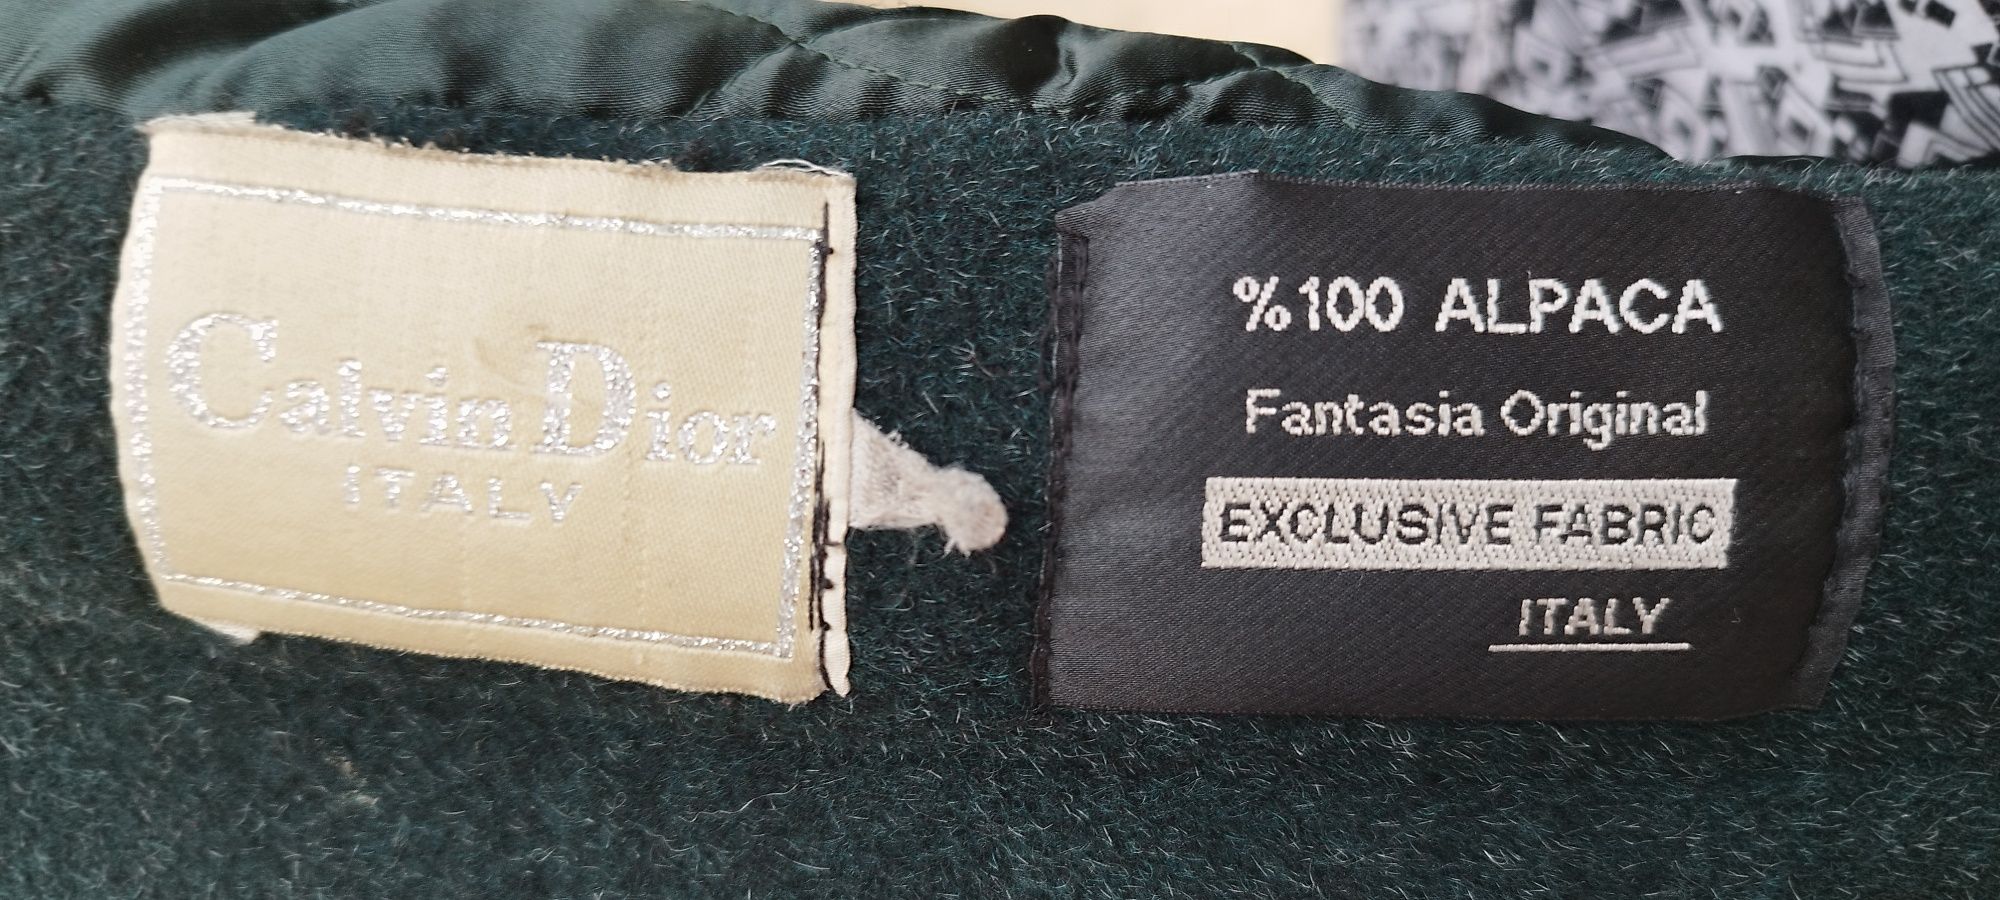 Calvin Dior
ITALY
%100 ALPACA
Fantasia Original
EXCLUSIVE FABRIC
ITALY